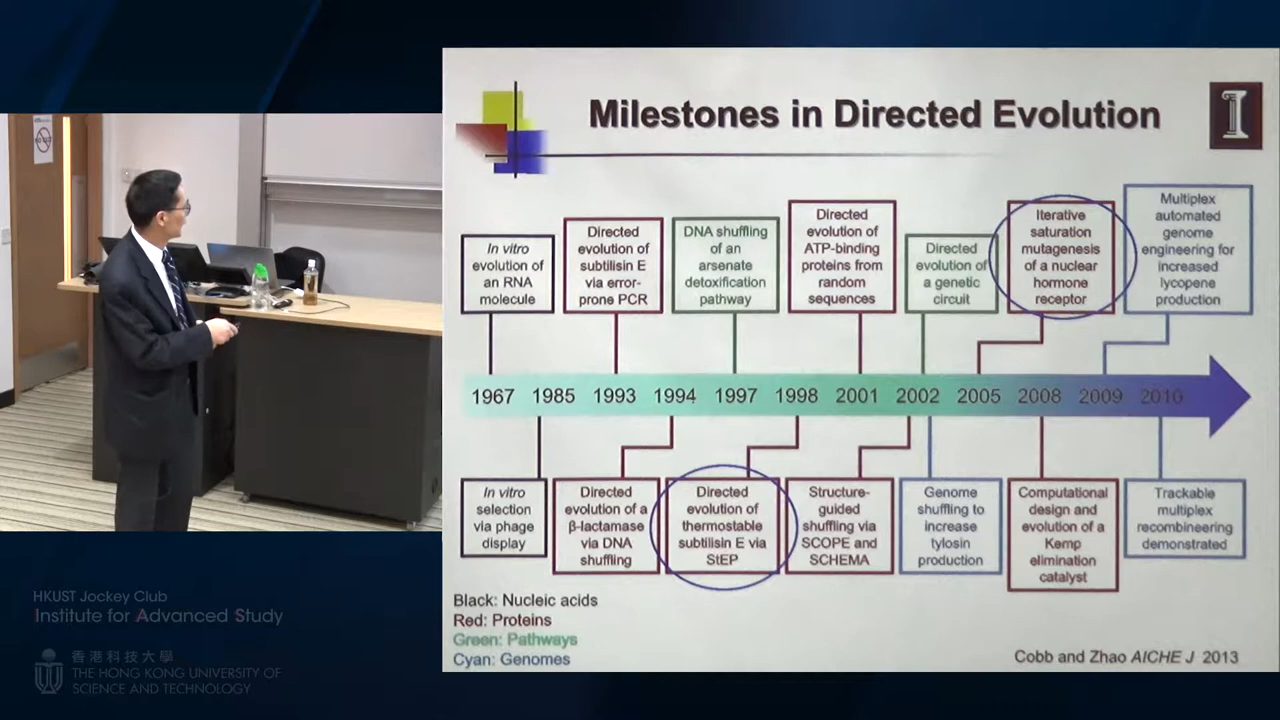 Milestones in Directed Evolution
In vitro
evolution of
an RNA
molecule
Directed
evolution of
subtilisin E
via error-
prone PCR
DNA shuffling
of an
arsenate
detoxification
pathway
Directed
evolution of
ATP-binding
proteins from
random
sequences
Directed
evolution of
a genetic
circuit
Iterative
saturation
mutagenesis
of a nuclear
hormone
receptor
Multiplex
automated
genome
engineering for
increased
lycopene
production
1967 1985 1993 1994 1997 1998 2001 2002 2005 2008 2009 2010
In vitro
selection
via phage
display
Directed
evolution of a
β-lactamase
via DNA
shuffling
Directed
evolution of
thermostable
subtilisin E via
StEP
Structure-
guided
shuffling via
SCOPE and
SCHEMA
Genome
shuffling to
increase
tylosin
production
Computational
design and
evolution of a
Kemp
elimination
catalyst
Trackable
multiplex
recombineering
demonstrated
Black: Nucleic acids
Red: Proteins
Green: Pathways
Cyan: Genomes
Cobb and Zhao AICHE J 2013
HKUST Jockey Club
Institute for Advanced Study
香港科技大學
THE HONG KONG UNIVERSITY OF
SCIENCE AND TECHNOLOGY